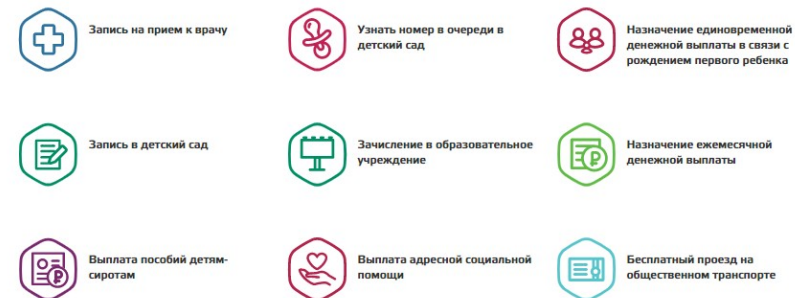 Запись на прием к врачу
Узнать номер в очереди в
детский сад
Назначение единовременной
денежной выплаты в связи с
рождением первого ребенка
Запись в детский сад
Зачисление в образовательное
учреждение
Назначение ежемесячной
денежной выплаты
Выплата пособий детям-
сиротам
Выплата адресной социальной
помощи
Бесплатный проезд на
общественном транспорте